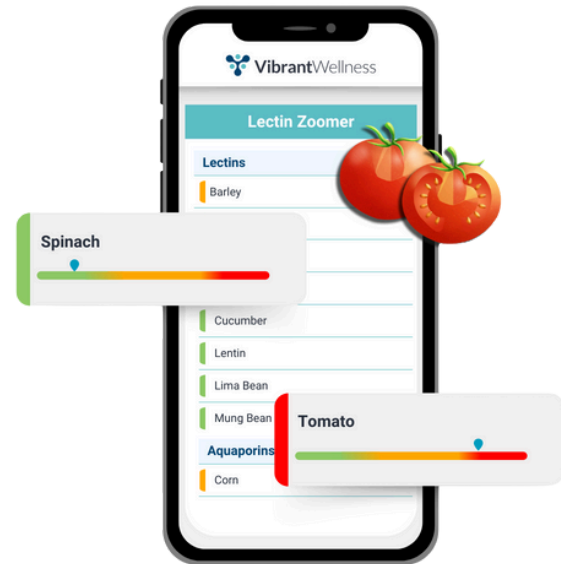 VibrantWellness
Lectin Zoomer
Lectins
Barley
Spinach
Cucumber
Lentin
Lima Bean
Mung Bean
Tomato
Aquaporins
Corn